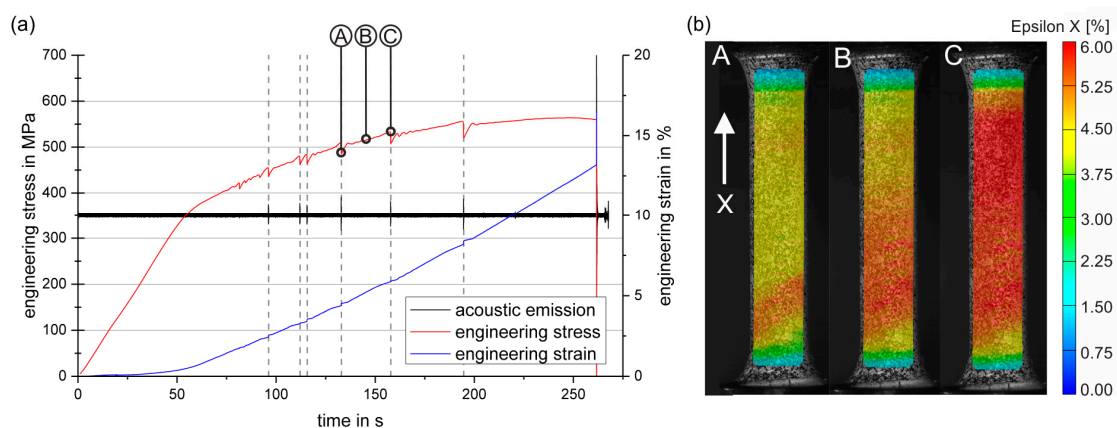 (a)
A B C
engineering stress in MPa
700
600
500
400
300
200
100
0
20
15
10
5
0
engineering strain in %
acoustic emission
engineering stress
engineering strain
0 50 100 150 200 250
time in s
(b)
Epsilon X [%]
A B C
X
6.00
5.25
4.50
3.75
3.00
2.25
1.50
0.75
0.00